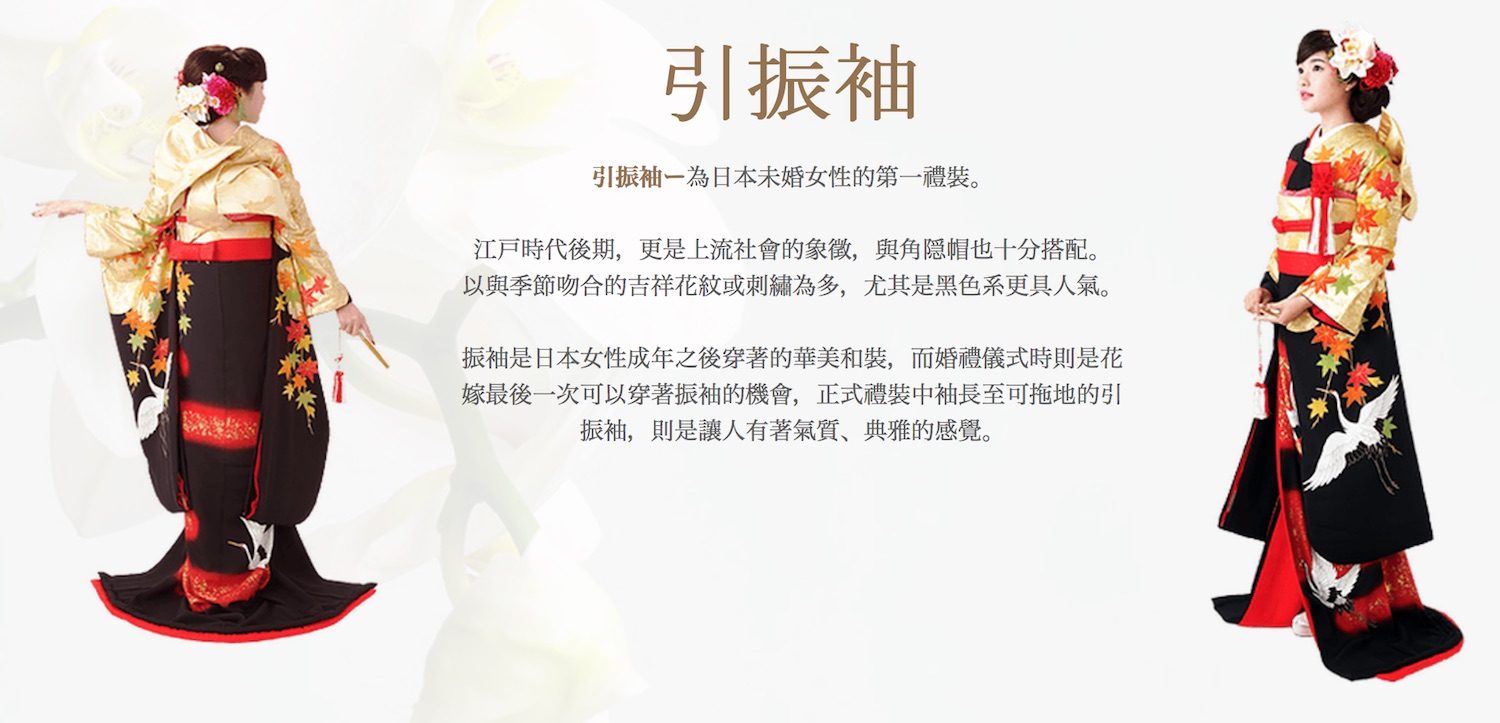 引振袖
引振袖ー為日本未婚女性的第一禮裝。
江戸時代後期，更是上流社會的象徵，與角隠帽也十分搭配。
以與季節吻合的吉祥花紋或刺繡為多，尤其是黑色系更具人氣。
振袖是日本女性成年之後穿著的華美和裝，而婚禮儀式時則是花
嫁最後一次可以穿著振袖的機會，正式禮裝中袖長至可拖地的引
振袖，則是讓人有著氣質、典雅的感覺。